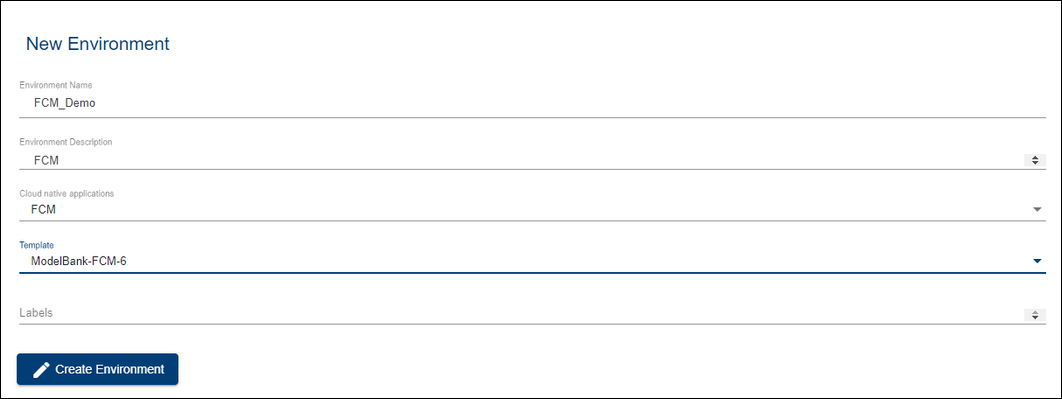 New Environment
Environment Name
FCM_Demo
Environment Description
FCM
Cloud native applications
FCM
Template
ModelBank-FCM-6
Labels
Create Environment